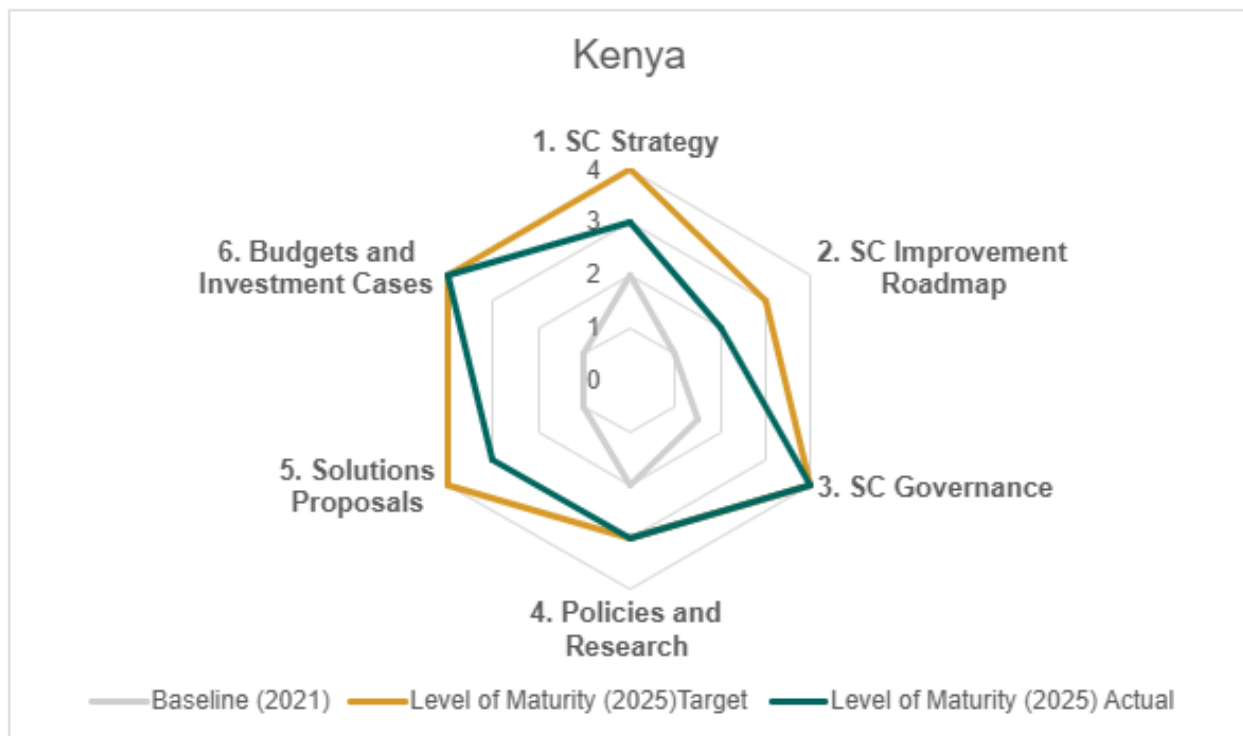 Kenya
1. SC Strategy
4
3
2
1
0
2. SC Improvement
Roadmap
3. SC Governance
4. Policies and
Research
5. Solutions
Proposals
6. Budgets and
Investment Cases
Baseline (2021)
Level of Maturity (2025)Target
Level of Maturity (2025) Actual